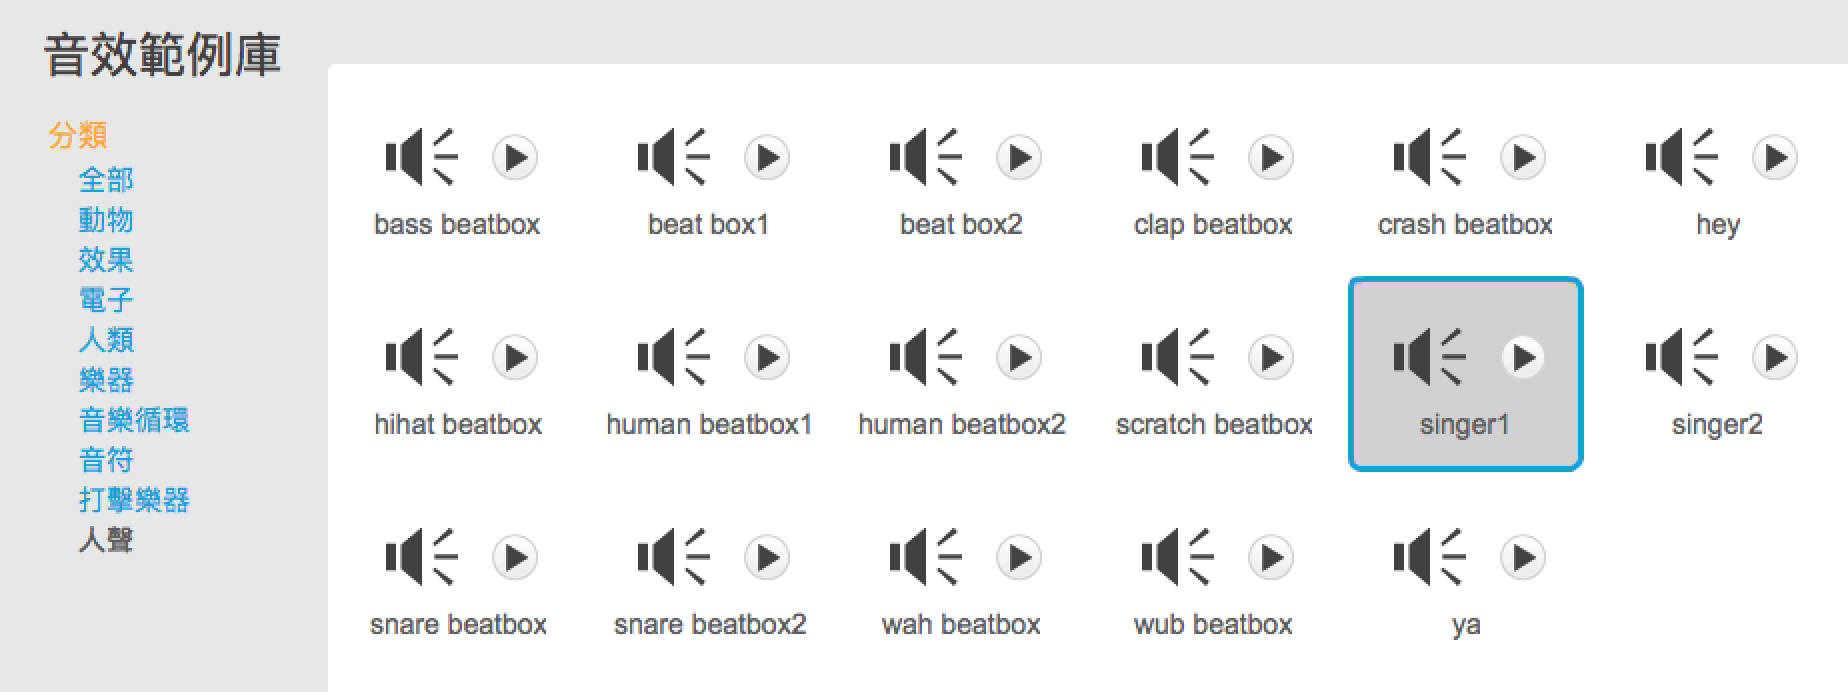 音效範例庫
分類
全部
動物
效果
電子
人類
樂器
音樂循環
音符
打擊樂器
人聲
bass beatbox
beat box1
beat box2
clap beatbox
crash beatbox
hey
hihat beatbox
human beatbox1
human beatbox2
scratch beatbox
singer1
singer2
snare beatbox
snare beatbox2
wah beatbox
wub beatbox
ya